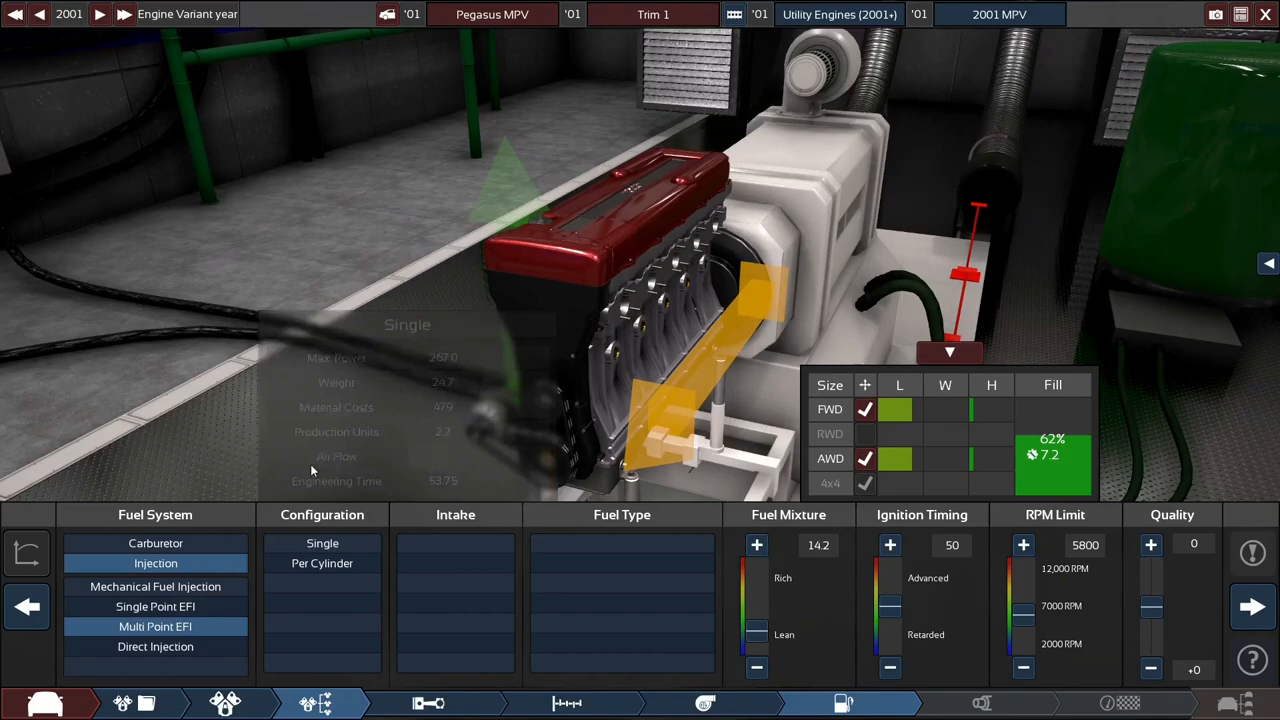 2001 Engine Variant year '01 Pegasus MPV '01 Trim 1 '01 Utility Engines (2001+) '01 2001 MPV
Single
Max Power 267.0
Weight 24.7
Material Costs 479
Production Units 2.2
Air Flow
Engineering Time 53.75
Size L W H Fill
FWD
RWD
AWD
4x4
62%
7.2
Fuel System Configuration Intake Fuel Type Fuel Mixture Ignition Timing RPM Limit Quality
Carburetor
Injection
Mechanical Fuel Injection
Single Point EFI
Multi Point EFI
Direct Injection
Single
Per Cylinder
14.2
Rich
Lean
50
Advanced
Retarded
5800
12,000 RPM
7000 RPM
2000 RPM
0
+0